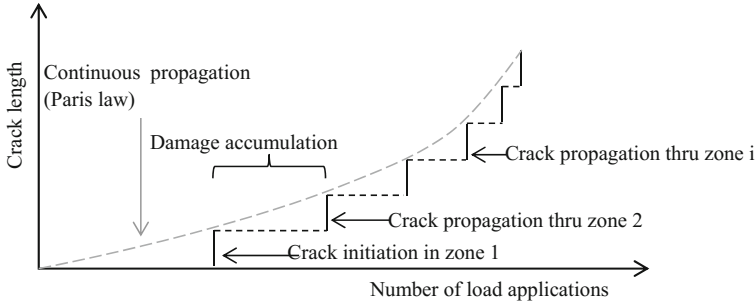 Crack length
Continuous propagation
(Paris law)
Damage accumulation
Crack propagation thru zone i
Crack propagation thru zone 2
Crack initiation in zone 1
Number of load applications